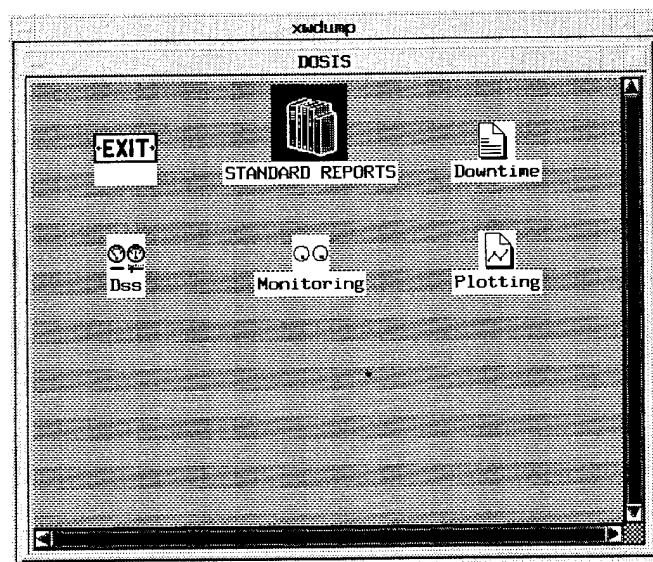 xwdump
DOSIS
EXIT
STANDARD REPORTS
Downtime
Dss
Monitoring
Plotting